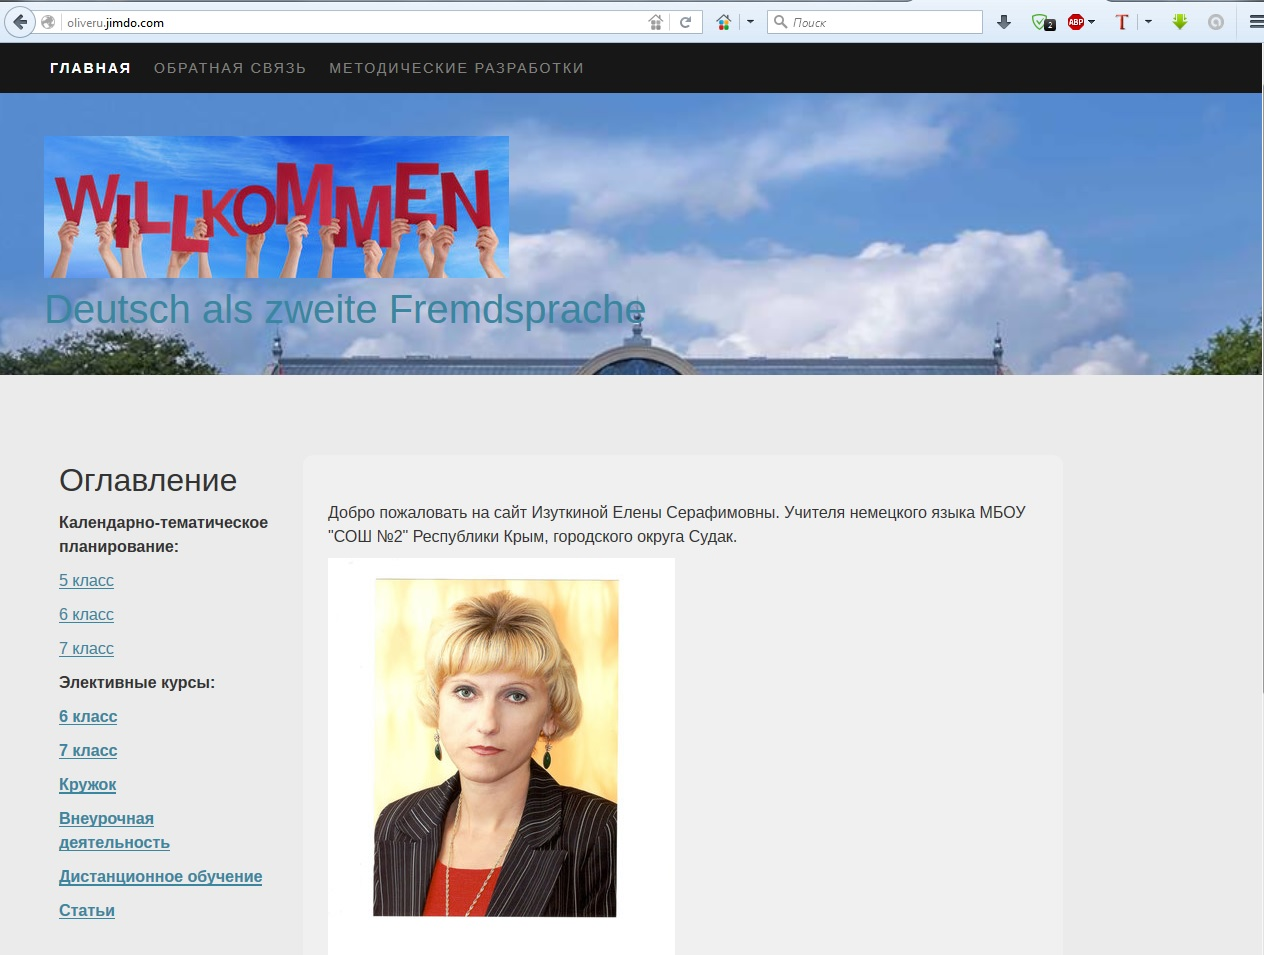 oliveru.jimdo.com
Поиск
2
ABP
T
ГЛАВНАЯ ОБРАТНАЯ СВЯЗЬ МЕТОДИЧЕСКИЕ РАЗРАБОТКИ
WILLKOMMEN
Deutsch als zweite Fremdsprache
Оглавление
Календарно-тематическое
планирование:
5 класс
6 класс
7 класс
Элективные курсы:
6 класс
7 класс
Кружок
Внеурочная
деятельность
Дистанционное обучение
Статьи
Добро пожаловать на сайт Изуткиной Елены Серафимовны. Учителя немецкого языка МБОУ
"СОШ №2" Республики Крым, городского округа Судак.